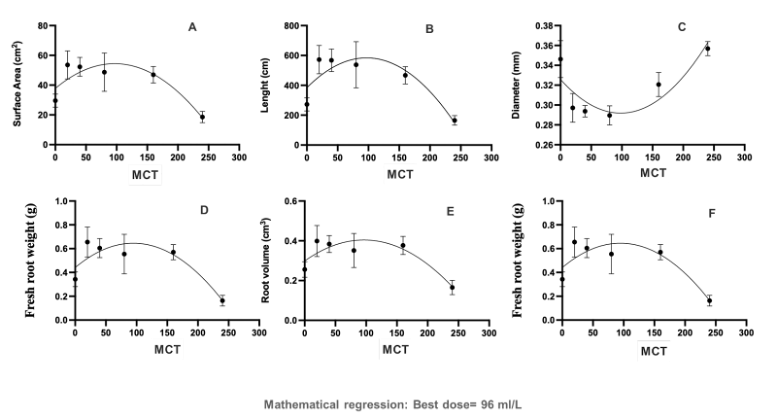 A
B
C
Surface Area (cm²)
80
60
40
20
0
0 50 100 150 200 250 300
MCT
Lenght (cm)
800
600
400
200
0
0 50 100 150 200 250 300
MCT
Diameter (mm)
0.38
0.36
0.34
0.32
0.30
0.28
0.26
0 50 100 150 200 250 300
MCT
D
E
F
Fresh root weight (g)
1.0
0.8
0.6
0.4
0.2
0.0
0 50 100 150 200 250 300
MCT
Root volume (cm³)
0.6
0.4
0.2
0.0
0 50 100 150 200 250 300
MCT
Fresh root weight (g)
1.0
0.8
0.6
0.4
0.2
0.0
0 50 100 150 200 250 300
MCT
Mathematical regression: Best dose= 96 ml/L